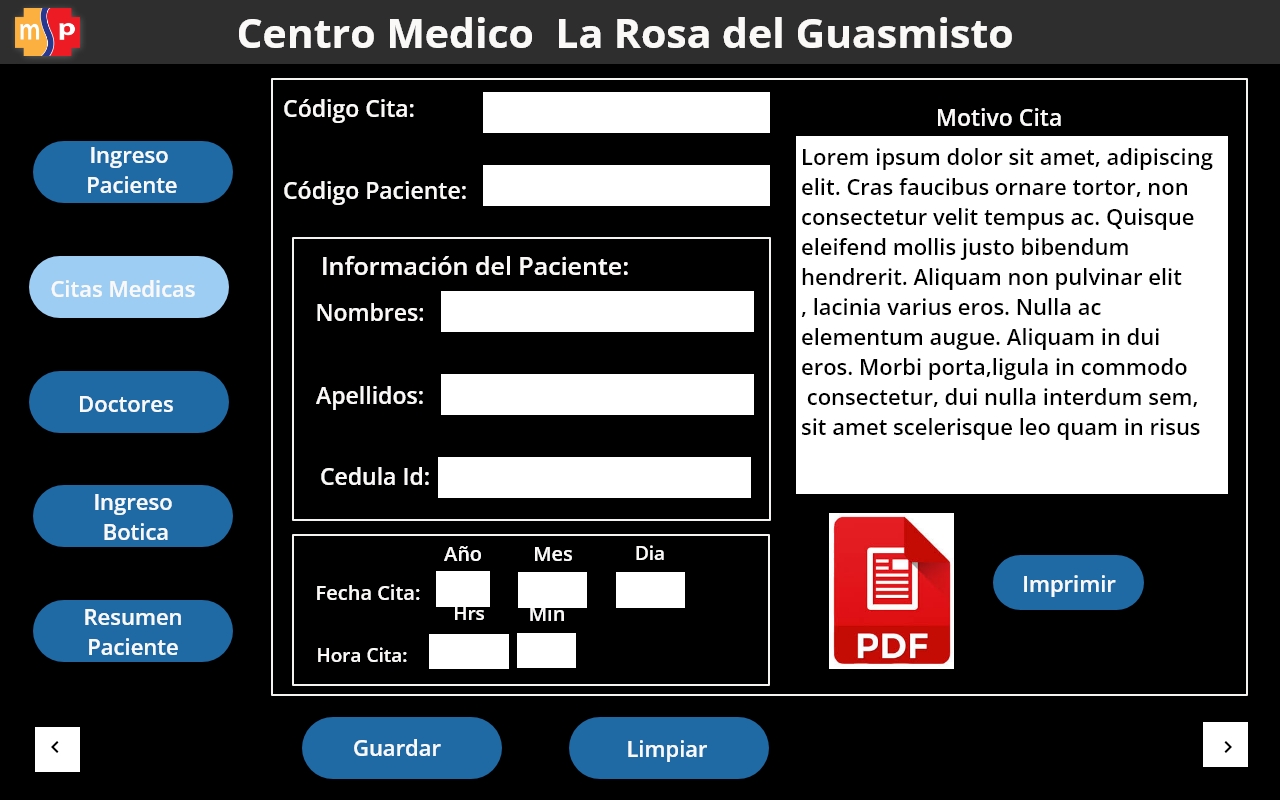 msp
Centro Medico  La Rosa del Guasmisto
Ingreso
Paciente
Citas Medicas
Doctores
Ingreso
Botica
Resumen
Paciente
Código Cita:
Código Paciente:
Información del Paciente:
Nombres:
Apellidos:
Cedula Id:
Año Mes Dia
Fecha Cita:
Hrs Min
Hora Cita:
Motivo Cita
Lorem ipsum dolor sit amet, adipiscing
elit. Cras faucibus ornare tortor, non
consectetur velit tempus ac. Quisque
eleifend mollis justo bibendum
hendrerit. Aliquam non pulvinar elit
, lacinia varius eros. Nulla ac
elementum augue. Aliquam in dui
eros. Morbi porta,ligula in commodo
consectetur, dui nulla interdum sem,
sit amet scelerisque leo quam in risus
PDF
Imprimir
Guardar
Limpiar